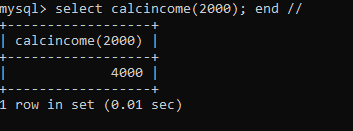 mysql> select calcincome(2000); end //
+------------------+
| calcincome(2000) |
+------------------+
|             4000 |
+------------------+
1 row in set (0.01 sec)